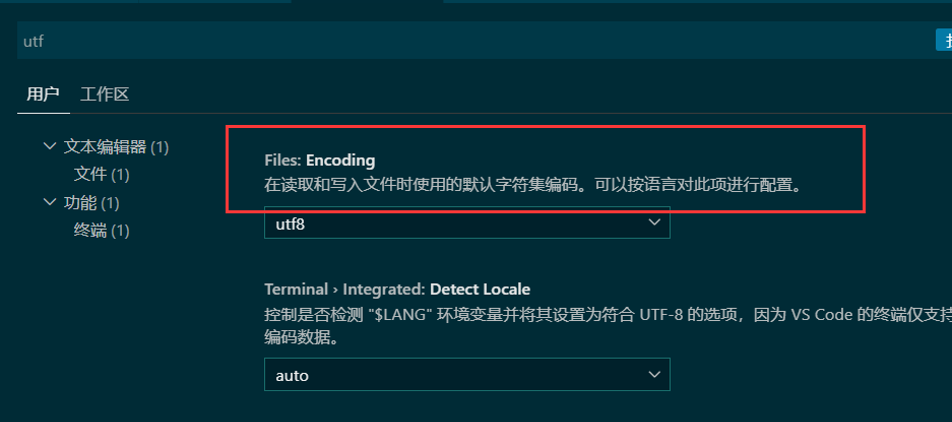 utf
用户 工作区
文本编辑器 (1)
文件 (1)
功能 (1)
终端 (1)
Files: Encoding
在读取和写入文件时使用的默认字符集编码。可以按语言对此项进行配置。
utf8
Terminal › Integrated: Detect Locale
控制是否检测 "$LANG" 环境变量并将其设置为符合 UTF-8 的选项，因为 VS Code 的终端仅支持
编码数据。
auto